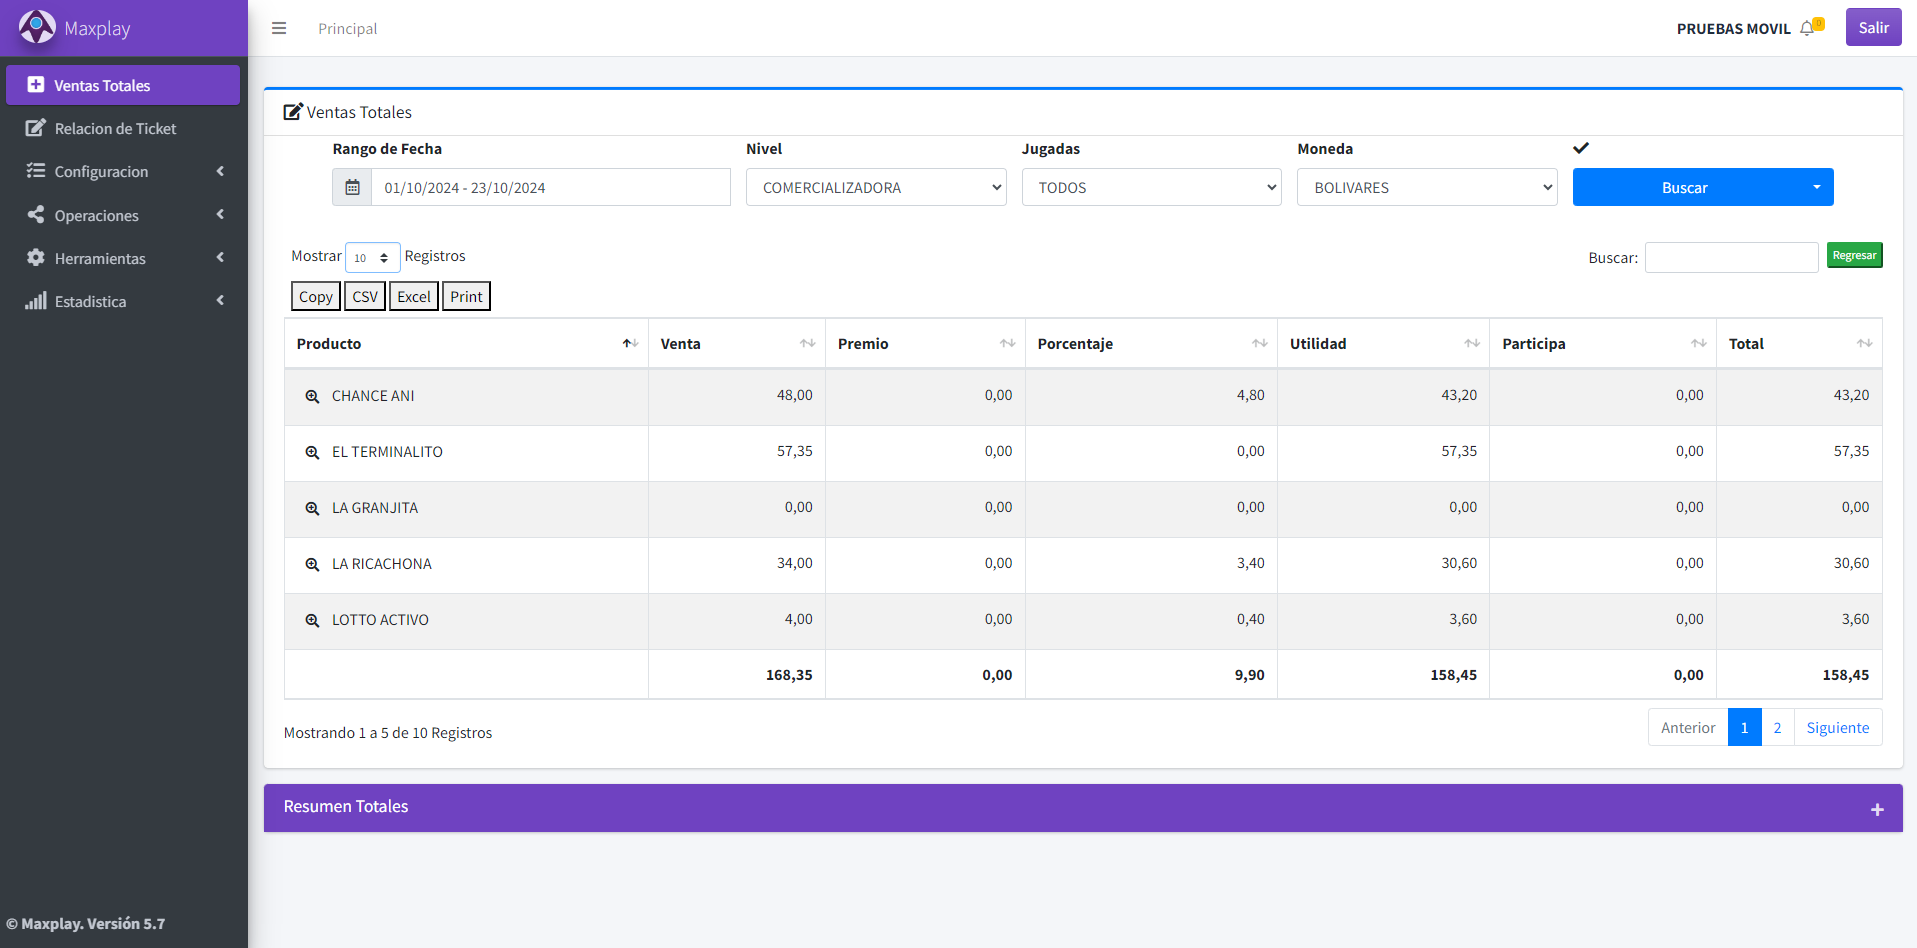 Maxplay
Principal
PRUEBAS MOVIL
0
Salir
Ventas Totales
Relacion de Ticket
Configuracion
Operaciones
Herramientas
Estadistica
© Maxplay. Versión 5.7
Ventas Totales
Rango de Fecha Nivel Jugadas Moneda
01/10/2024 - 23/10/2024 COMERCIALIZADORA TODOS BOLIVARES Buscar
Mostrar 10 Registros
Buscar: Regresar
Copy CSV Excel Print
Producto Venta Premio Porcentaje Utilidad Participa Total
CHANCE ANI 48,00 0,00 4,80 43,20 0,00 43,20
EL TERMINALITO 57,35 0,00 0,00 57,35 0,00 57,35
LA GRANJITA 0,00 0,00 0,00 0,00 0,00 0,00
LA RICACHONA 34,00 0,00 3,40 30,60 0,00 30,60
LOTTO ACTIVO 4,00 0,00 0,40 3,60 0,00 3,60
168,35 0,00 9,90 158,45 0,00 158,45
Mostrando 1 a 5 de 10 Registros
Anterior 1 2 Siguiente
Resumen Totales